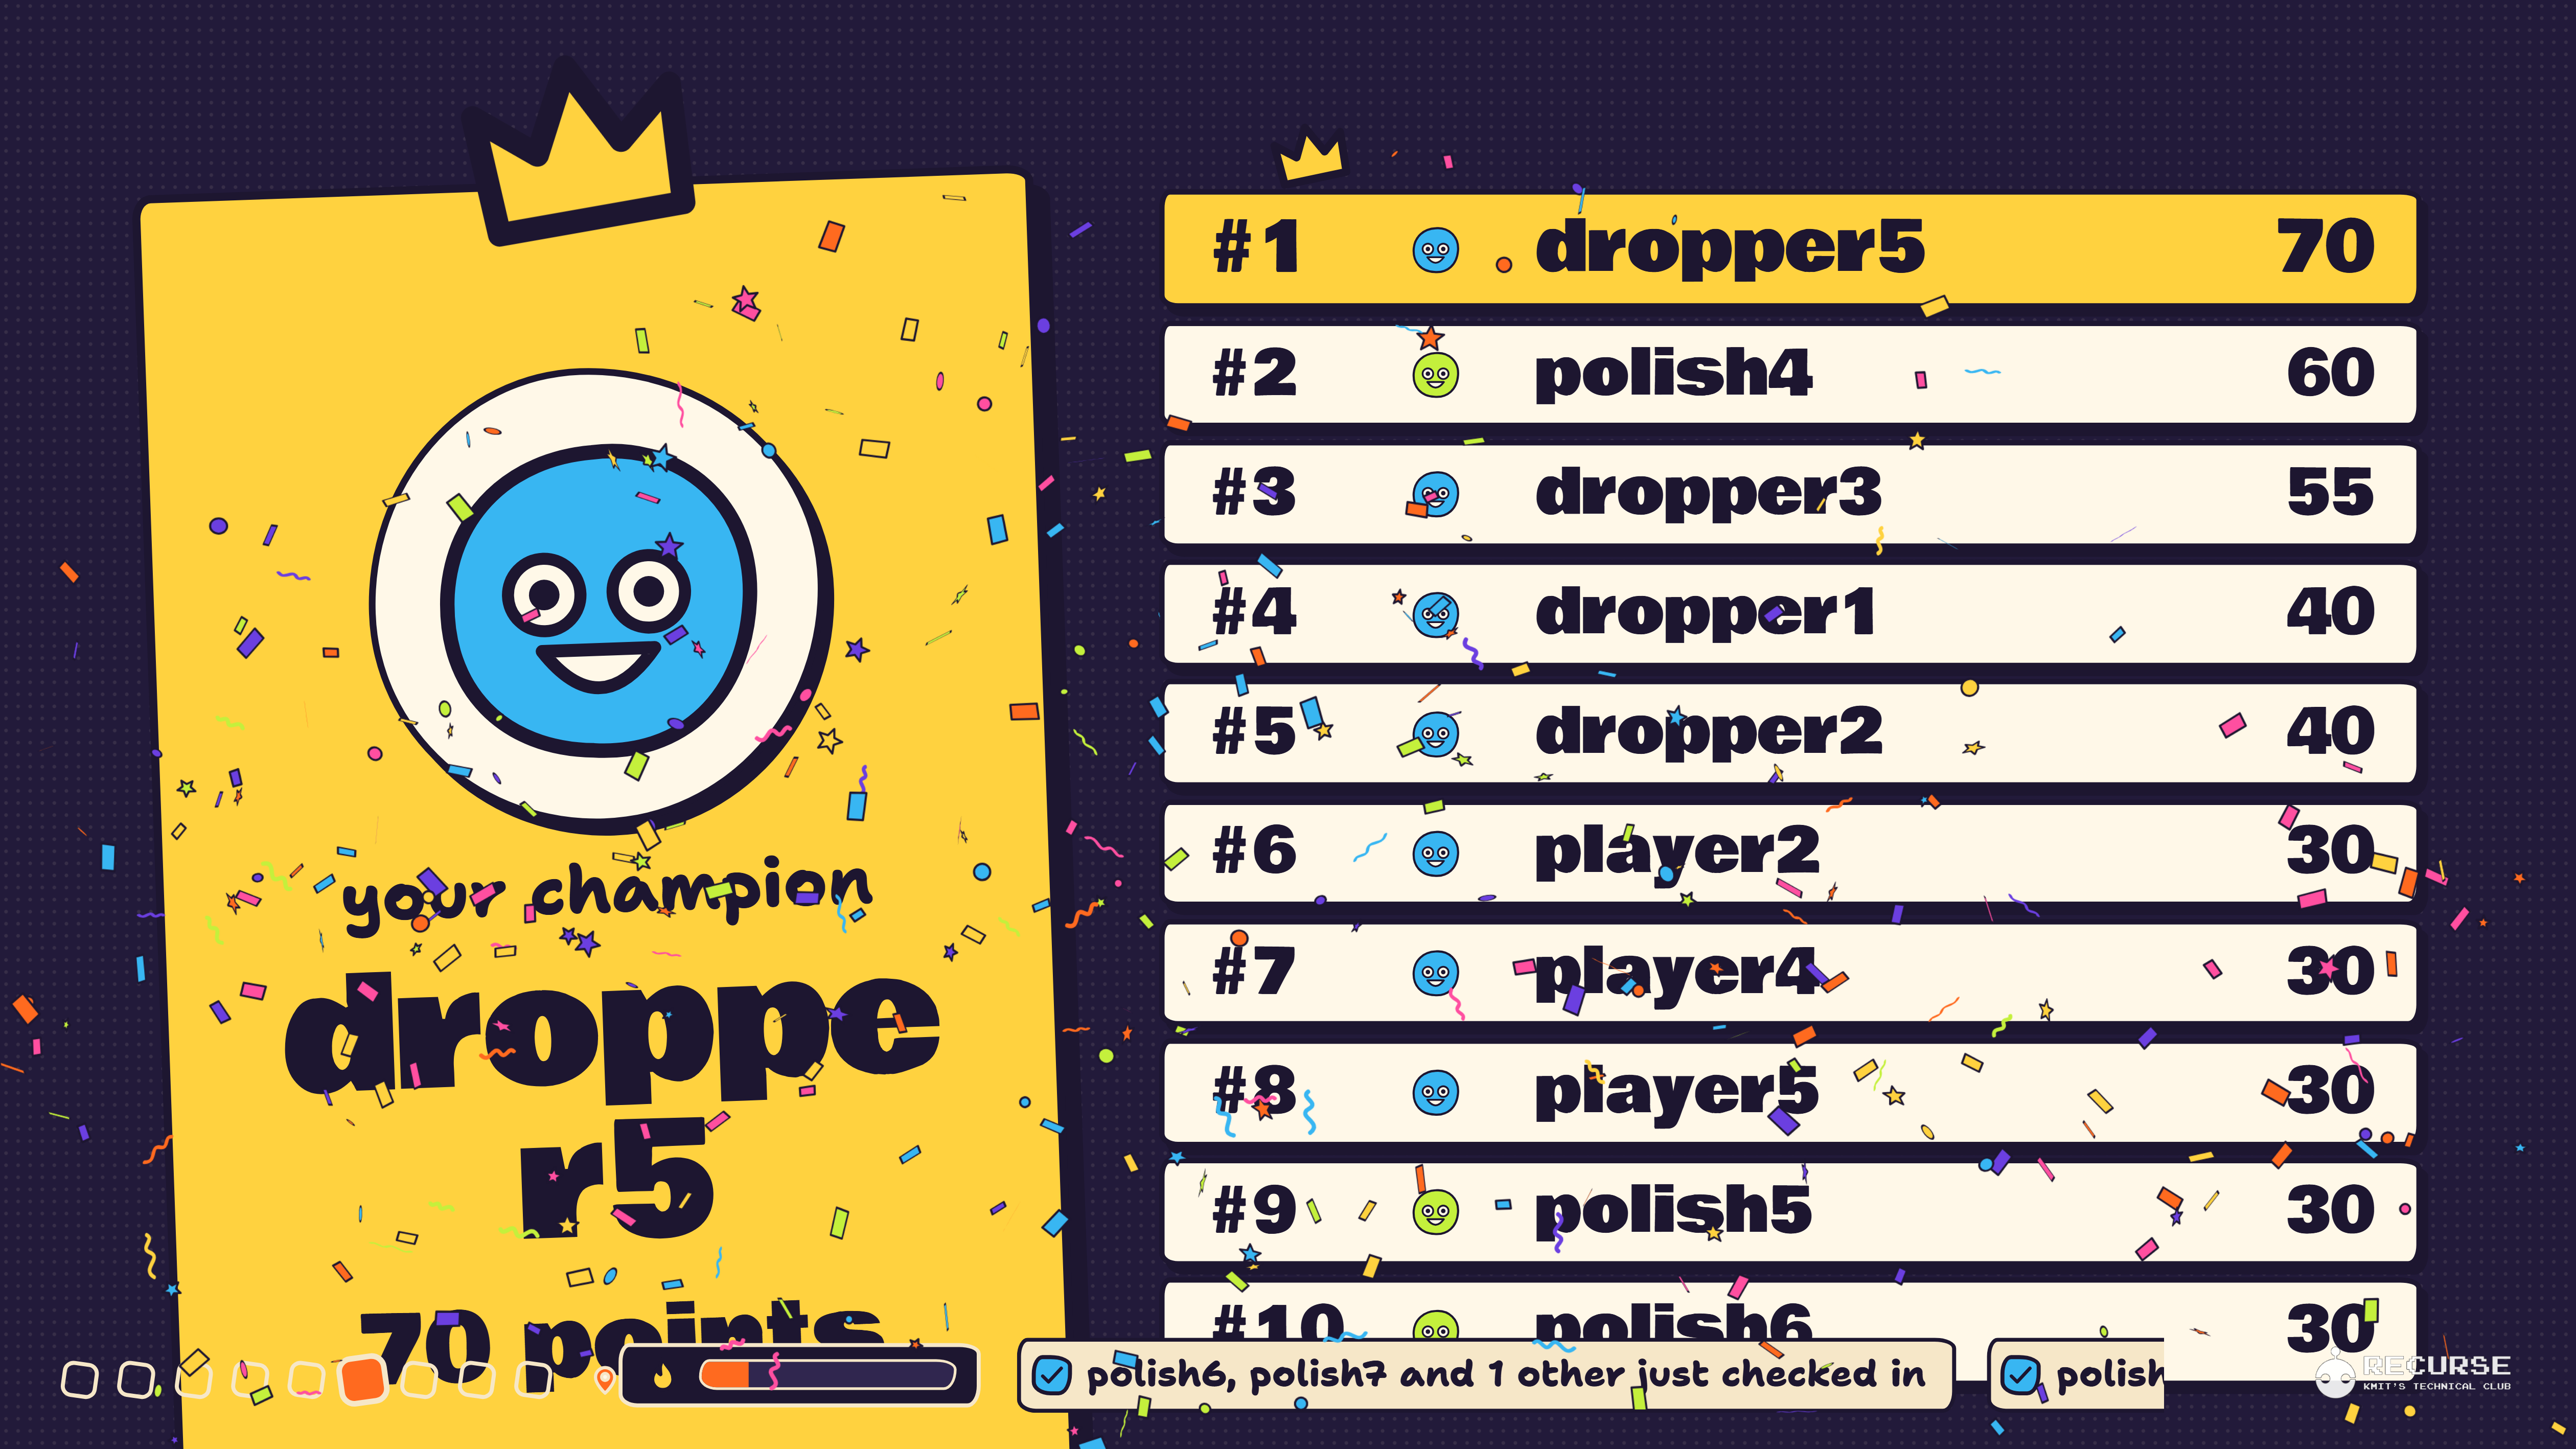 your champion
droppe
r5
70 points
#1 dropper5 70
#2 polish4 60
#3 dropper3 55
#4 dropper1 40
#5 dropper2 40
#6 player2 30
#7 player4 30
#8 player5 30
#9 polish5 30
#10 polish6 30
polish6, polish7 and 1 other just checked in
polish
RECURSE
KMIT'S TECHNICAL CLUB